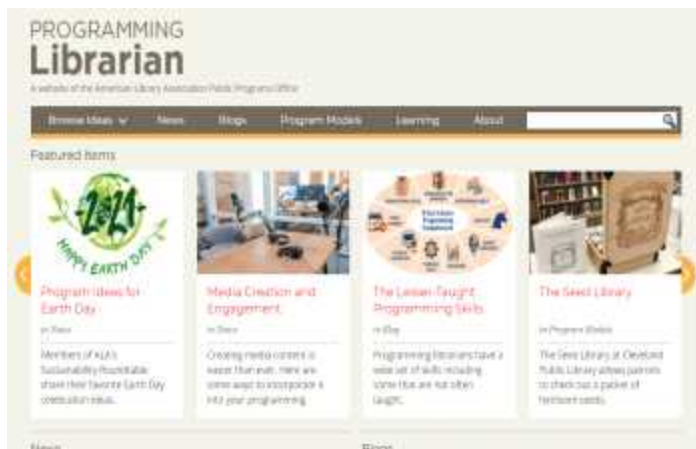 PROGRAMMING
Librarian
A website of the American Library Association Public Programs Office
Browse Ideas
News
Blogs
Program Models
Learning
About
Featured Items
2021
HAPPY EARTH DAY
Program Ideas for
Earth Day
Members of ALA's
Sustainability Roundtable
share their favorite Earth Day
celebration ideas.
Media Creation and
Engagement
Creating media content is
easier than ever. Here are
some ways to incorporate it
into your programming.
The Lesser-Taught
Programming Skills
in Blog
Programming librarians have a
wide set of skills including
some that are not often
taught.
The Seed Library
in Program Models
The Seed Library at Cleveland
Public Library allows patrons
to check out a packet of
heirloom seeds.
News
Blogs